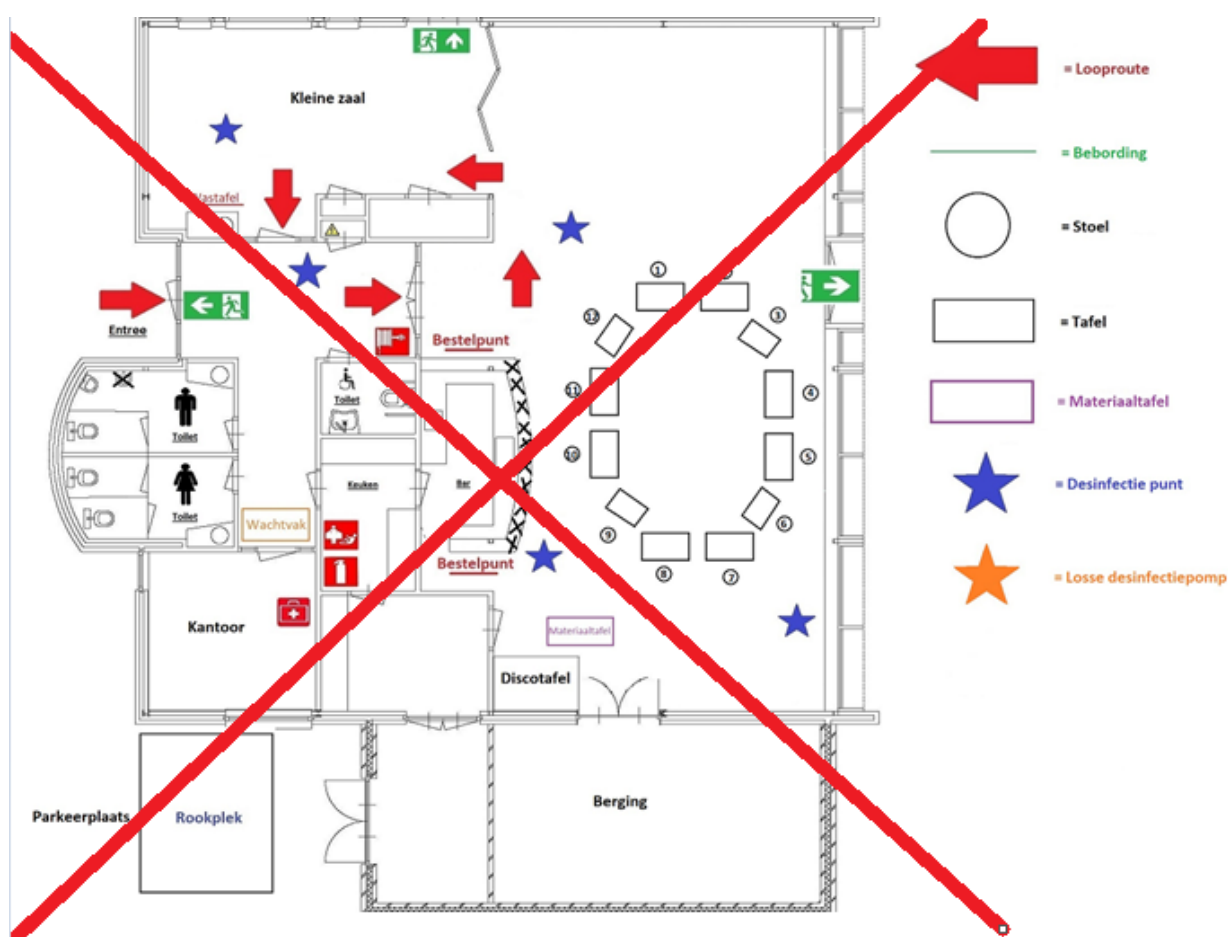 = Looproute
Kleine zaal
= Bebording
Wastafel
= Stoel
Entree
Bestelpunt
1
3
12
= Tafel
Toilet
11
4
= Materiaaltafel
Toilet
10
5
Keuken
Bar
= Desinfectie punt
Toilet
Wachtvak
9
6
8
7
Bestelpunt
= Losse desinfectiepomp
Kantoor
Materiaaltafel
Discotafel
Berging
Parkeerplaats
Rookplek